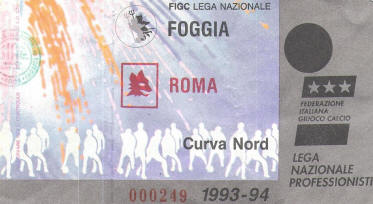 FIGC LEGA NAZIONALE
FOGGIA
ROMA
Curva Nord
000249 1993-94
FEDERAZIONE
ITALIANA
GIUOCO CALCIO
LEGA
NAZIONALE
PROFESSIONISTI